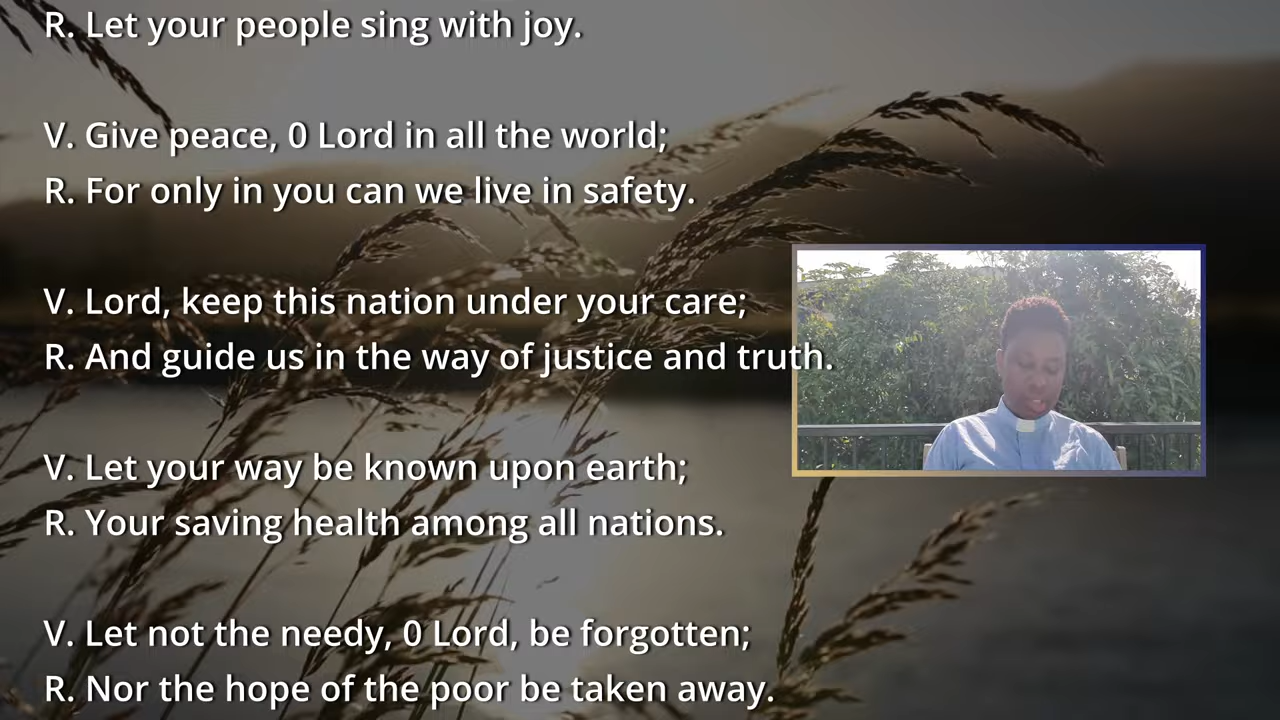 R. Let your people sing with joy.
V. Give peace, 0 Lord in all the world;
R. For only in you can we live in safety.
V. Lord, keep this nation under your care;
R. And guide us in the way of justice and truth.
V. Let your way be known upon earth;
R. Your saving health among all nations.
V. Let not the needy, 0 Lord, be forgotten;
R. Nor the hope of the poor be taken away.